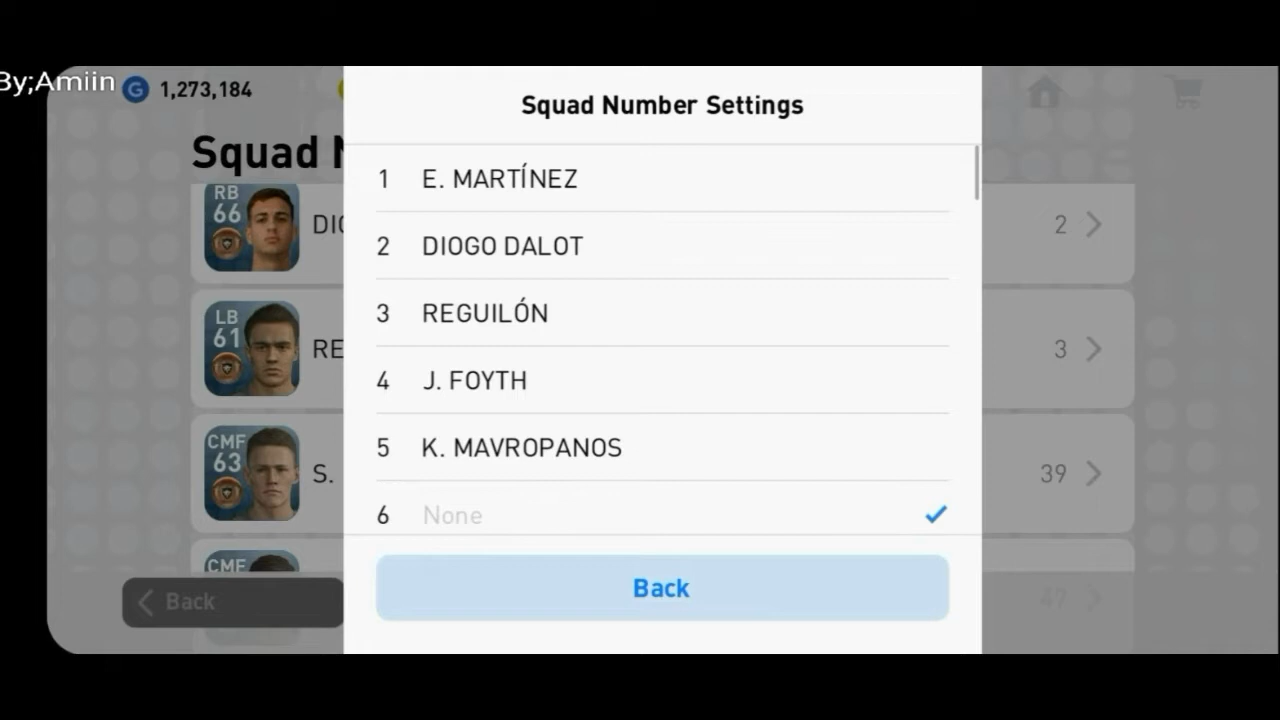 By;Amiin
G 1,273,184
Squad N
RB
66
DIO
2
LB
61
RE
3
CMF
63
S.
39
CMF
47
Back
Squad Number Settings
1 E. MARTÍNEZ
2 DIOGO DALOT
3 REGUILÓN
4 J. FOYTH
5 K. MAVROPANOS
6 None
Back